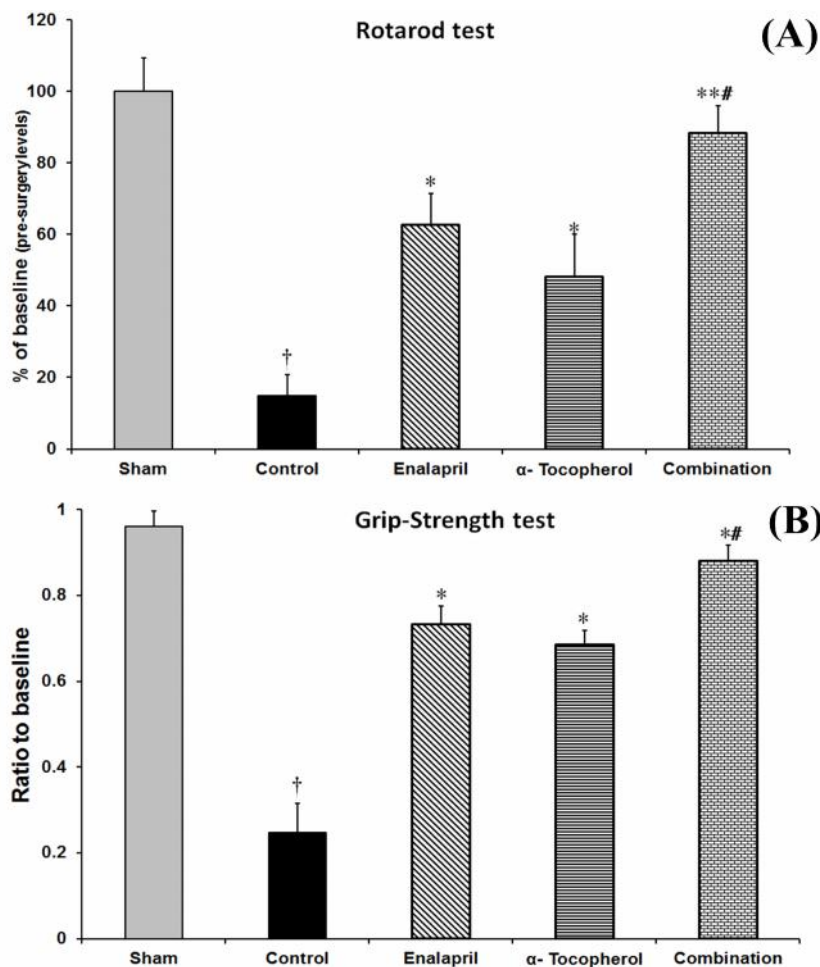 Rotarod test
(A)
% of baseline (pre-surgerylevels)
120
100
80
60
40
20
0
†
*
*
**#
Sham Control Enalapril α- Tocopherol Combination
Grip-Strength test
(B)
Ratio to baseline
1
0.8
0.6
0.4
0.2
0
†
*
*
*#
Sham Control Enalapril α- Tocopherol Combination